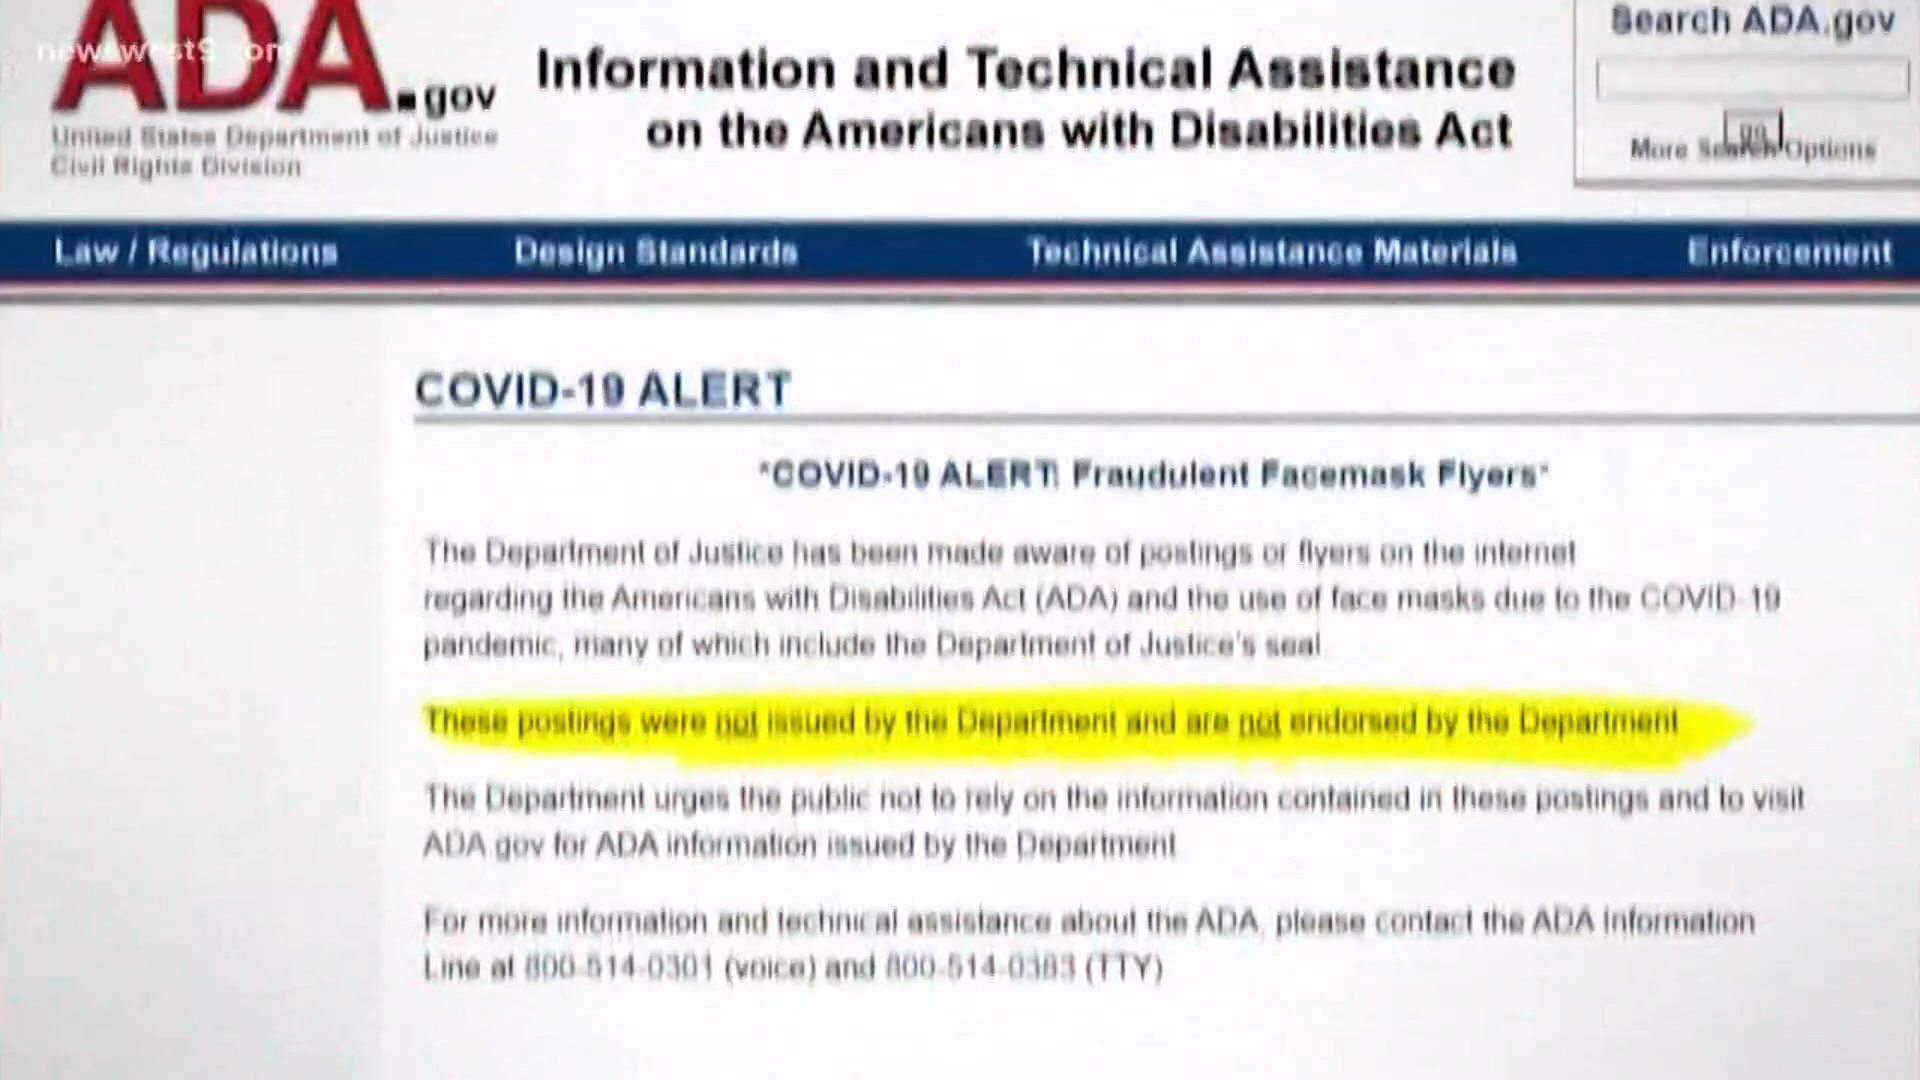 newswest9.com
ADA.gov
United States Department of Justice
Civil Rights Division
Information and Technical Assistance
on the Americans with Disabilities Act
Search ADA.gov
go
More Search Options
Law / Regulations Design Standards Technical Assistance Materials Enforcement
COVID-19 ALERT
*COVID-19 ALERT: Fraudulent Facemask Flyers*
The Department of Justice has been made aware of postings or flyers on the internet
regarding the Americans with Disabilities Act (ADA) and the use of face masks due to the COVID-19
pandemic, many of which include the Department of Justice's seal.
These postings were not issued by the Department and are not endorsed by the Department
The Department urges the public not to rely on the information contained in these postings and to visit
ADA.gov for ADA information issued by the Department.
For more information and technical assistance about the ADA, please contact the ADA Information
Line at 800-514-0301 (voice) and 800-514-0383 (TTY)